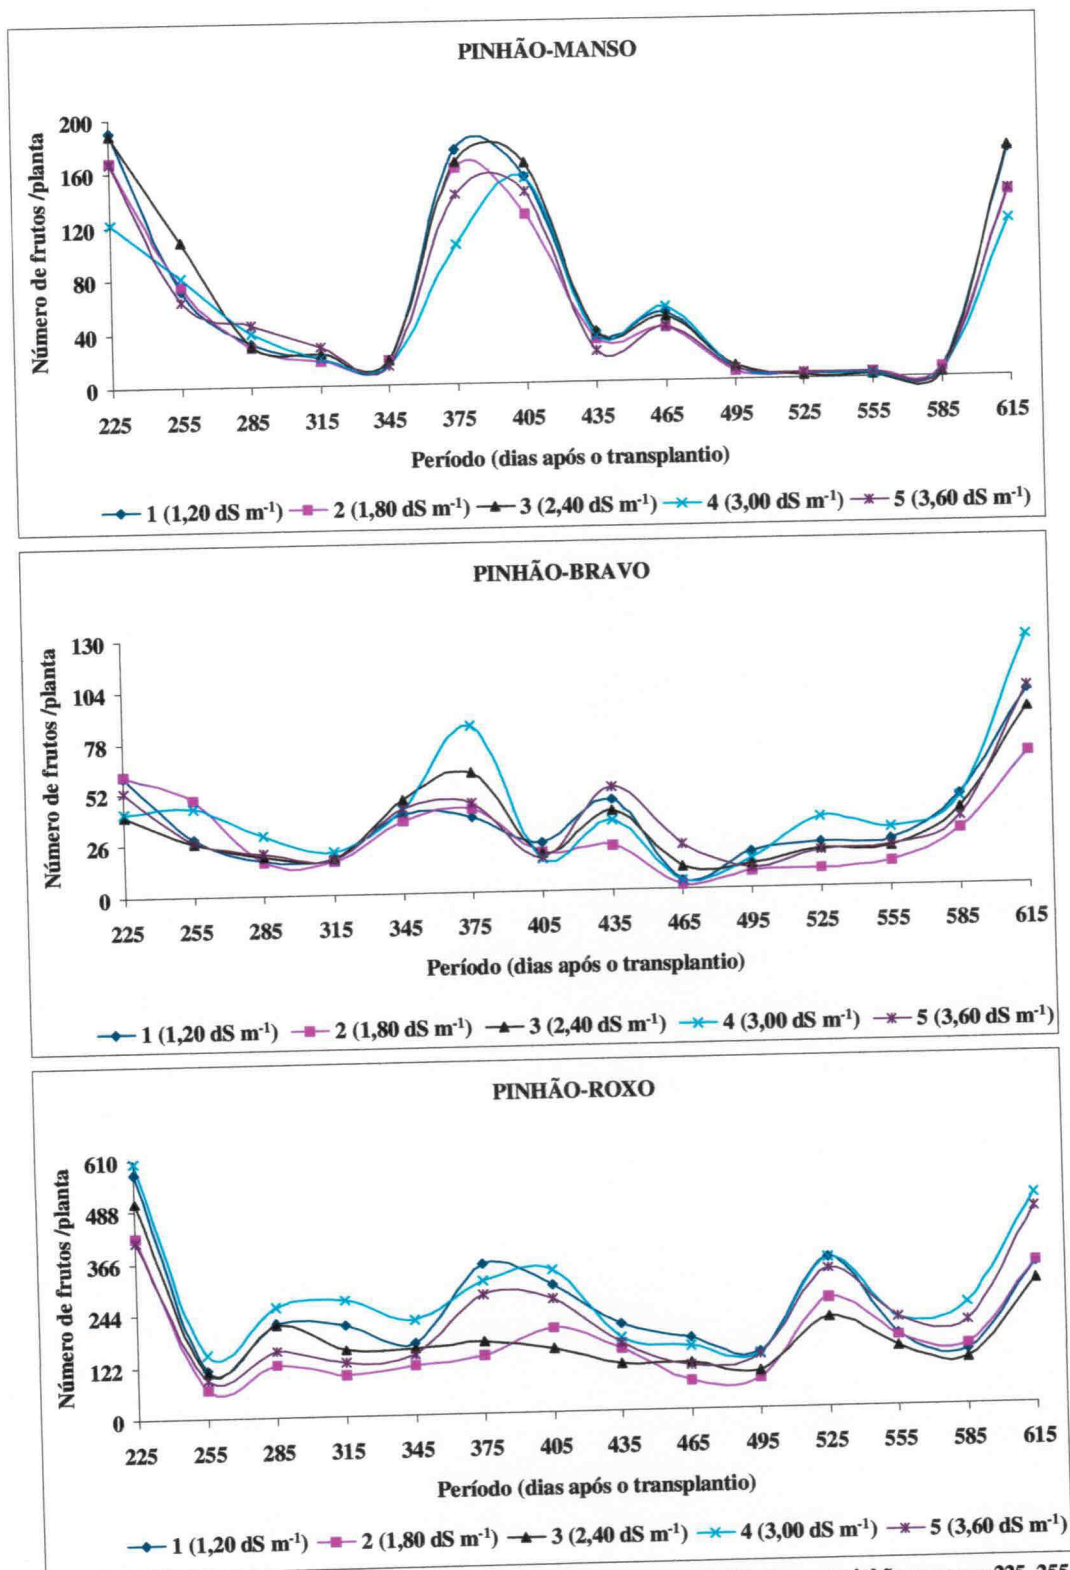 PINHÃO-MANSO
Número de frutos /planta
200
160
120
80
40
0
225 255 285 315 345 375 405 435 465 495 525 555 585 615
Período (dias após o transplantio)
1 (1,20 dS m⁻¹) 2 (1,80 dS m⁻¹) 3 (2,40 dS m⁻¹) 4 (3,00 dS m⁻¹) 5 (3,60 dS m⁻¹)
PINHÃO-BRAVO
Número de frutos /planta
130
104
78
52
26
0
225 255 285 315 345 375 405 435 465 495 525 555 585 615
Período (dias após o transplantio)
1 (1,20 dS m⁻¹) 2 (1,80 dS m⁻¹) 3 (2,40 dS m⁻¹) 4 (3,00 dS m⁻¹) 5 (3,60 dS m⁻¹)
PINHÃO-ROXO
Número de frutos /planta
610
488
366
244
122
0
225 255 285 315 345 375 405 435 465 495 525 555 585 615
Período (dias após o transplantio)
1 (1,20 dS m⁻¹) 2 (1,80 dS m⁻¹) 3 (2,40 dS m⁻¹) 4 (3,00 dS m⁻¹) 5 (3,60 dS m⁻¹)
225, 255